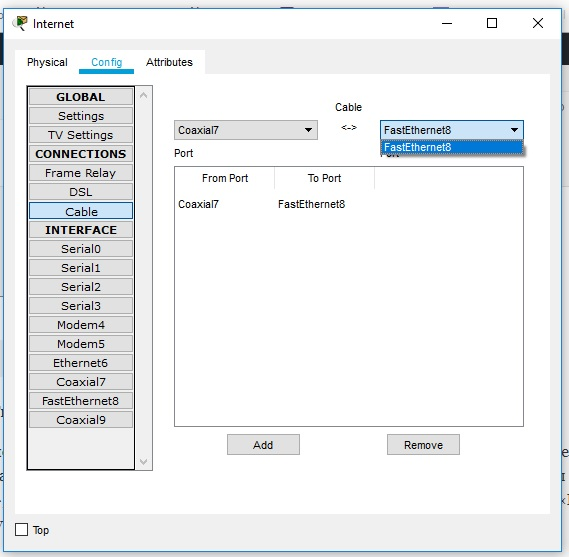 Internet
Physical
Config
Attributes
GLOBAL
Settings
TV Settings
CONNECTIONS
Frame Relay
DSL
Cable
INTERFACE
Serial0
Serial1
Serial2
Serial3
Modem4
Modem5
Ethernet6
Coaxial7
FastEthernet8
Coaxial9
Cable
Coaxial7
<->
FastEthernet8
FastEthernet8
Port
From Port
To Port
Coaxial7
FastEthernet8
Add
Remove
Top